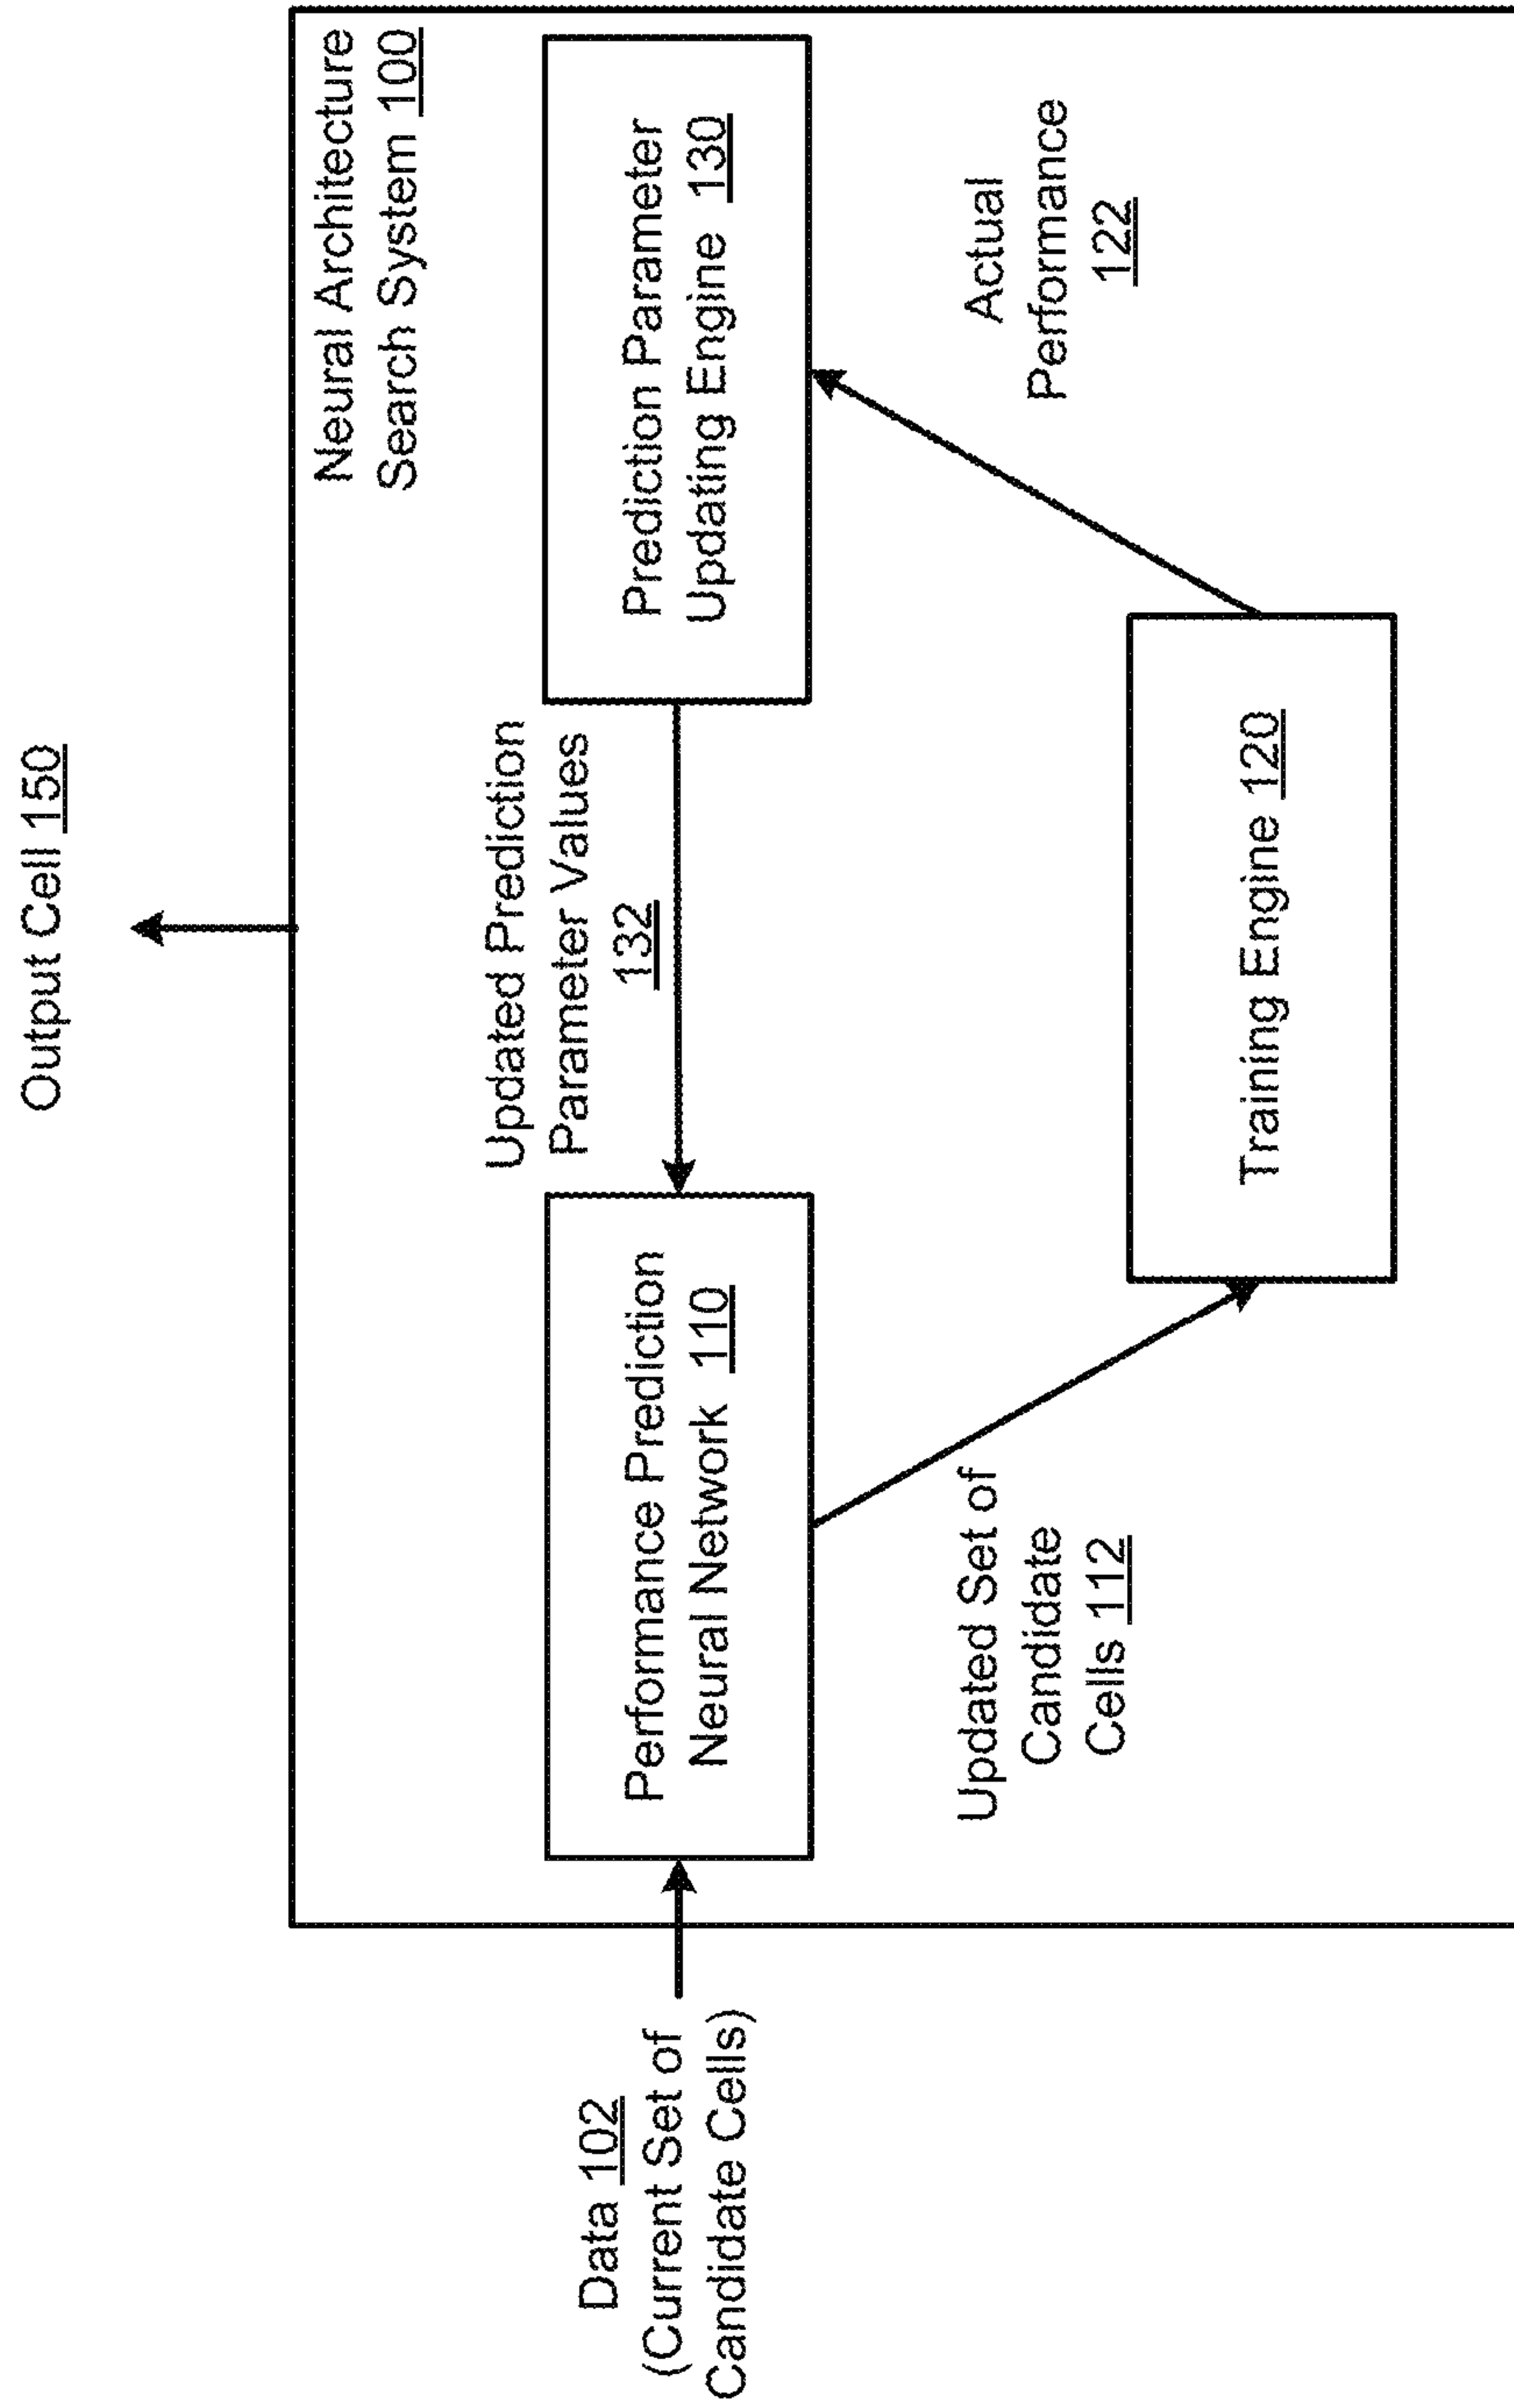 Output Cell 150
Neural Architecture
Search System 100
Updated Prediction
Parameter Values
132
Performance Prediction
Neural Network 110
Prediction Parameter
Updating Engine 130
Data 102
(Current Set of
Candidate Cells)
Updated Set of
Candidate
Cells 112
Actual
Performance
122
Training Engine 120